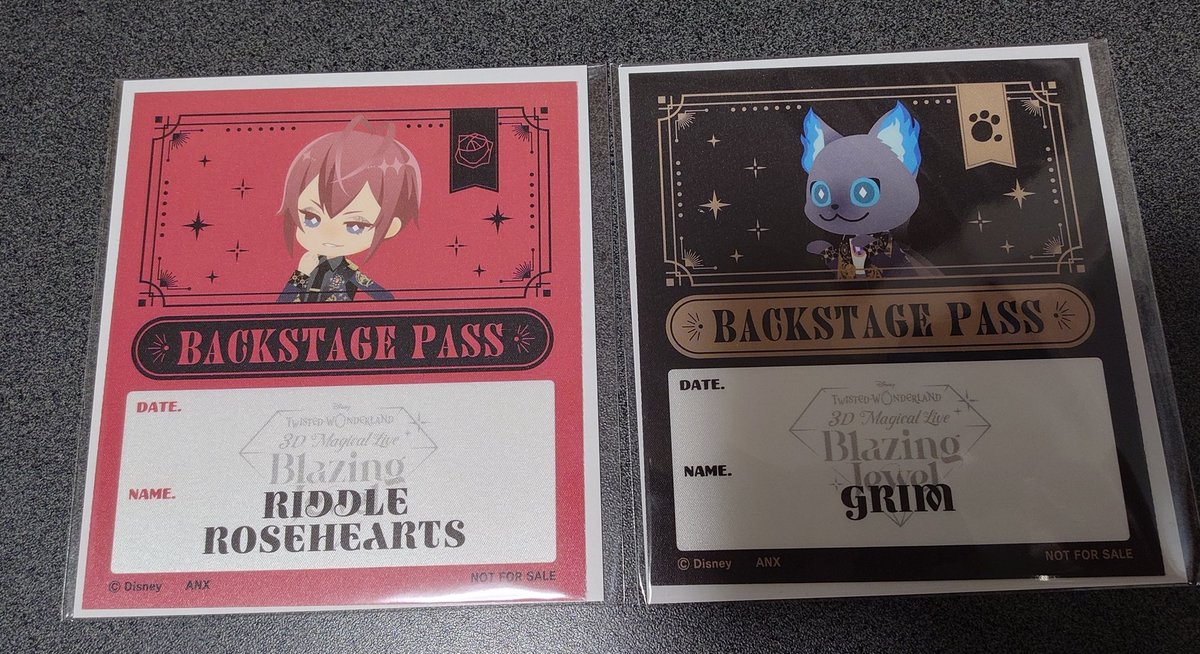 BACKSTAGE PASS
DATE.
Disney
TWISTED-WONDERLAND
3D Magical Live
Blazing
NAME.
RIDDLE
ROSEHEARTS
© Disney ANX
NOT FOR SALE
BACKSTAGE PASS
DATE.
Disney
TWISTED-WONDERLAND
3D Magical Live
Blazing
Jewel
NAME.
GRIM
© Disney ANX
NOT FOR SALE